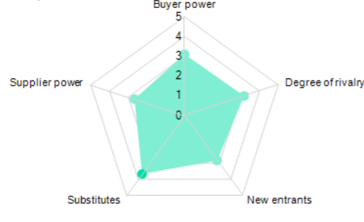 Buyer power
5
4
3
2
1
0
Supplier power
Degree of rivalry
Substitutes
New entrants